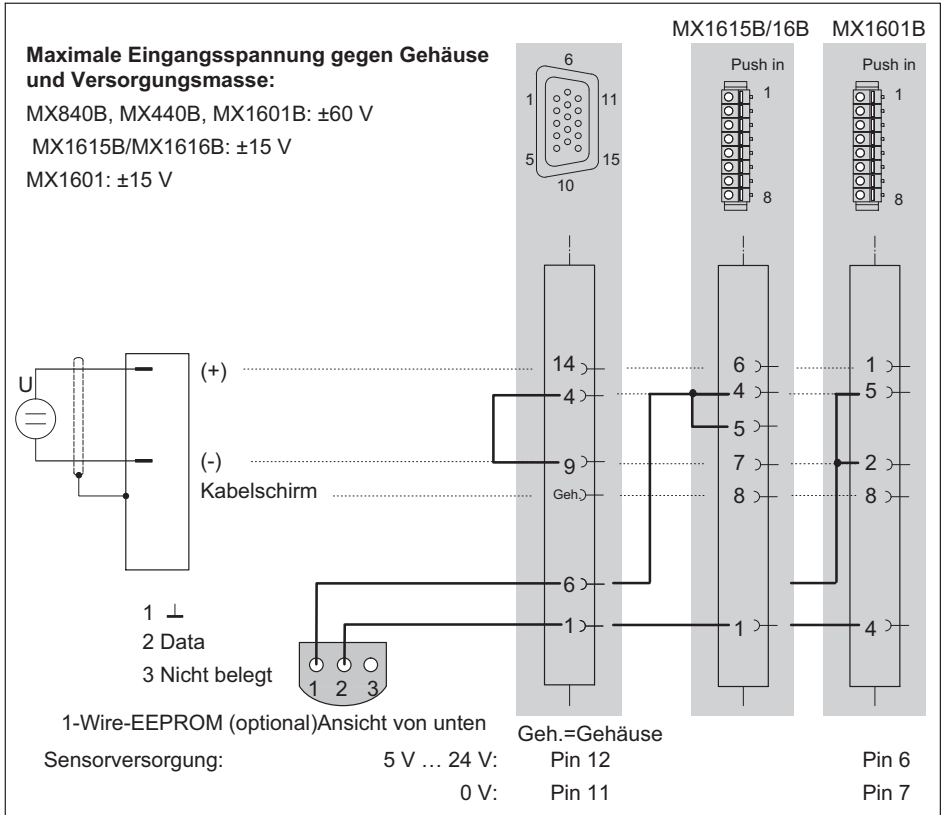 MX1615B/16B MX1601B
Maximale Eingangsspannung gegen Gehäuse
und Versorgungsmasse:
MX840B, MX440B, MX1601B: ±60 V
MX1615B/MX1616B: ±15 V
MX1601: ±15 V
6
1 11
5 15
10
Push in
1
8
Push in
1
8
U
(+) 14 6 1
4 4 5
5
(-) 9 7 2
Kabelschirm Geh. 8 8
6
1 1 4
1 ⊥
2 Data
3 Nicht belegt
1 2 3
1-Wire-EEPROM (optional)Ansicht von unten
Geh.=Gehäuse
Sensorversorgung: 5 V … 24 V: Pin 12 Pin 6
0 V: Pin 11 Pin 7